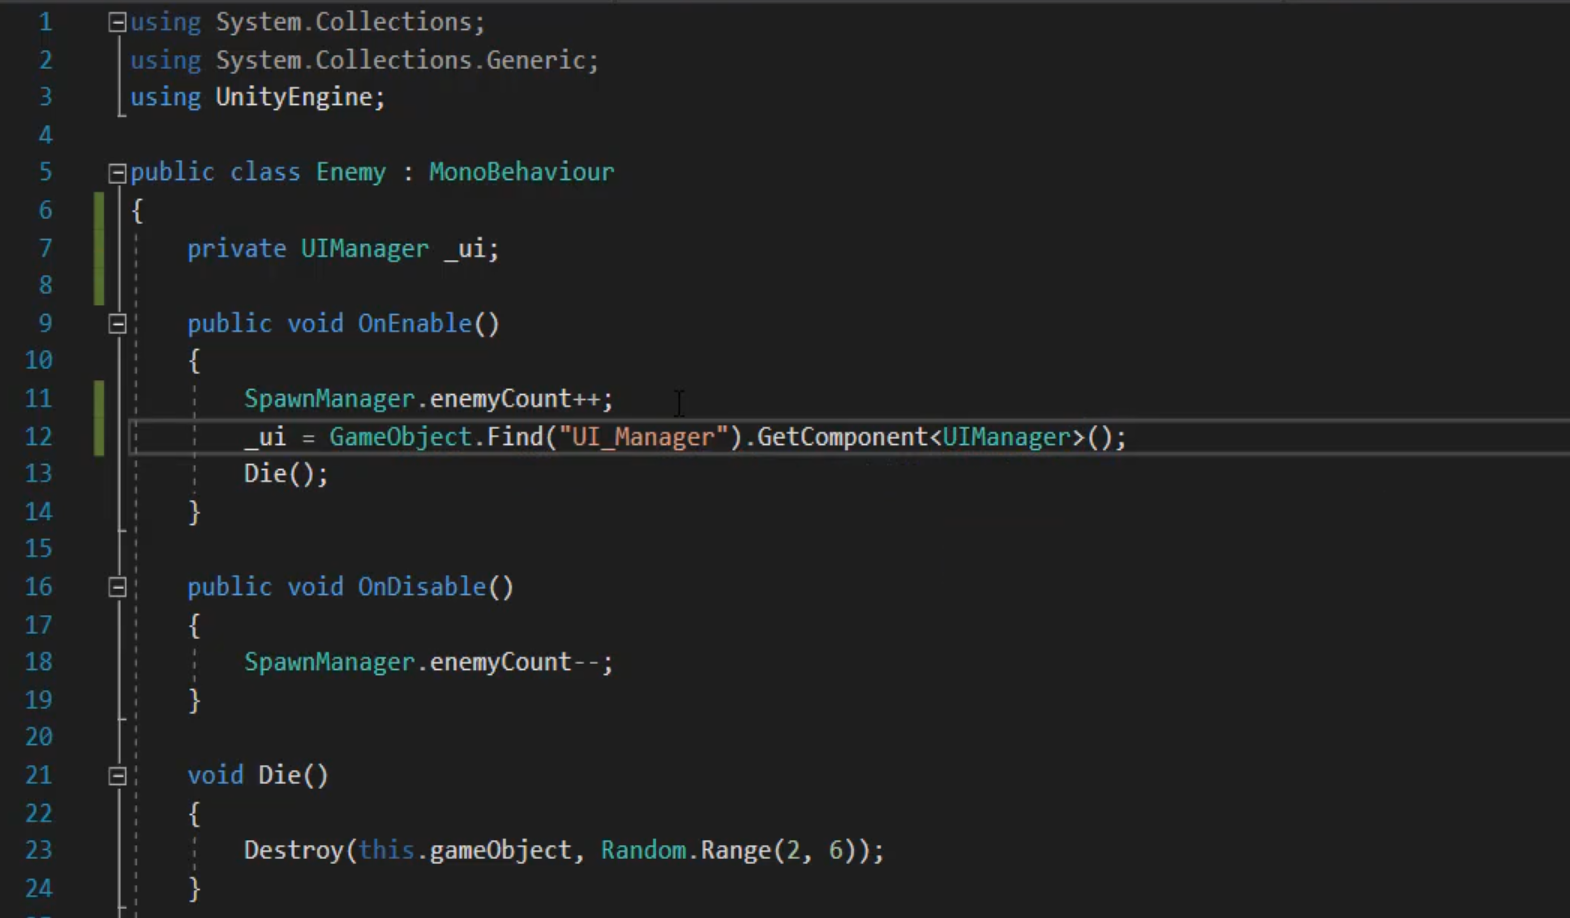 1 using System.Collections;
2 using System.Collections.Generic;
3 using UnityEngine;
4
5 public class Enemy : MonoBehaviour
6 {
7 private UIManager _ui;
8
9 public void OnEnable()
10 {
11 SpawnManager.enemyCount++;
12 _ui = GameObject.Find("UI_Manager").GetComponent<UIManager>();
13 Die();
14 }
15
16 public void OnDisable()
17 {
18 SpawnManager.enemyCount--;
19 }
20
21 void Die()
22 {
23 Destroy(this.gameObject, Random.Range(2, 6));
24 }